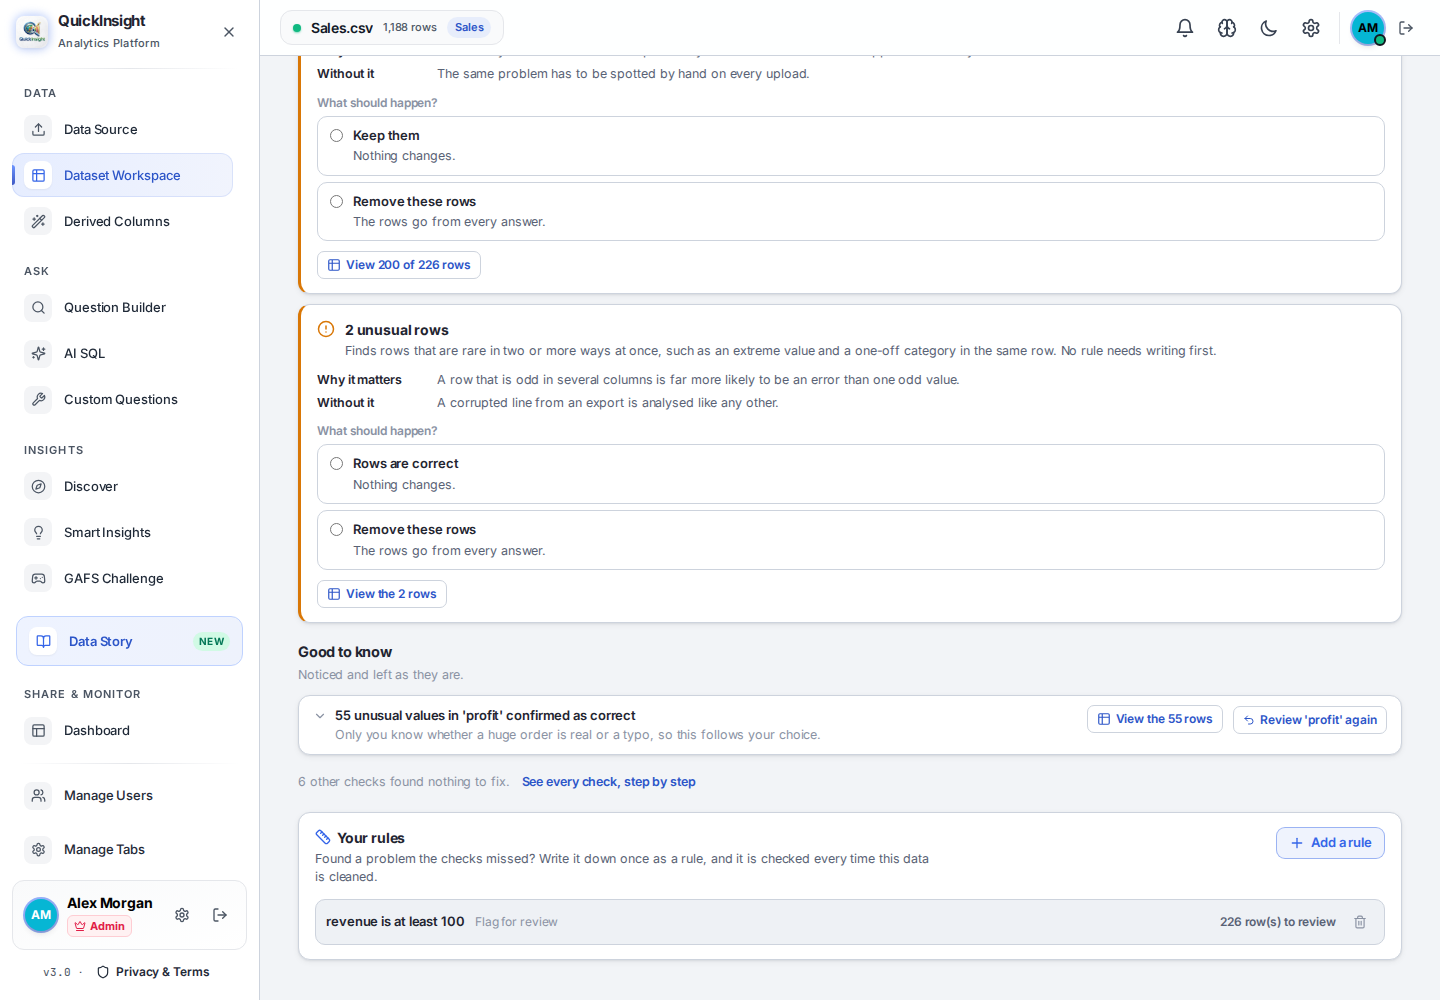 QuickInsight
Analytics Platform
DATA
Data Source
Dataset Workspace
Derived Columns
ASK
Question Builder
AI SQL
Custom Questions
INSIGHTS
Discover
Smart Insights
GAFS Challenge
Data Story NEW
SHARE & MONITOR
Dashboard
Manage Users
Manage Tabs
AM Alex Morgan
Admin
v3.0 · Privacy & Terms
Sales.csv 1,188 rows Sales
AM
Without it The same problem has to be spotted by hand on every upload.
What should happen?
Keep them
Nothing changes.
Remove these rows
The rows go from every answer.
View 200 of 226 rows
2 unusual rows
Finds rows that are rare in two or more ways at once, such as an extreme value and a one-off category in the same row. No rule needs writing first.
Why it matters A row that is odd in several columns is far more likely to be an error than one odd value.
Without it A corrupted line from an export is analysed like any other.
What should happen?
Rows are correct
Nothing changes.
Remove these rows
The rows go from every answer.
View the 2 rows
Good to know
Noticed and left as they are.
55 unusual values in 'profit' confirmed as correct
Only you know whether a huge order is real or a typo, so this follows your choice.
View the 55 rows
Review 'profit' again
6 other checks found nothing to fix. See every check, step by step
Your rules
Found a problem the checks missed? Write it down once as a rule, and it is checked every time this data
is cleaned.
Add a rule
revenue is at least 100 Flag for review 226 row(s) to review